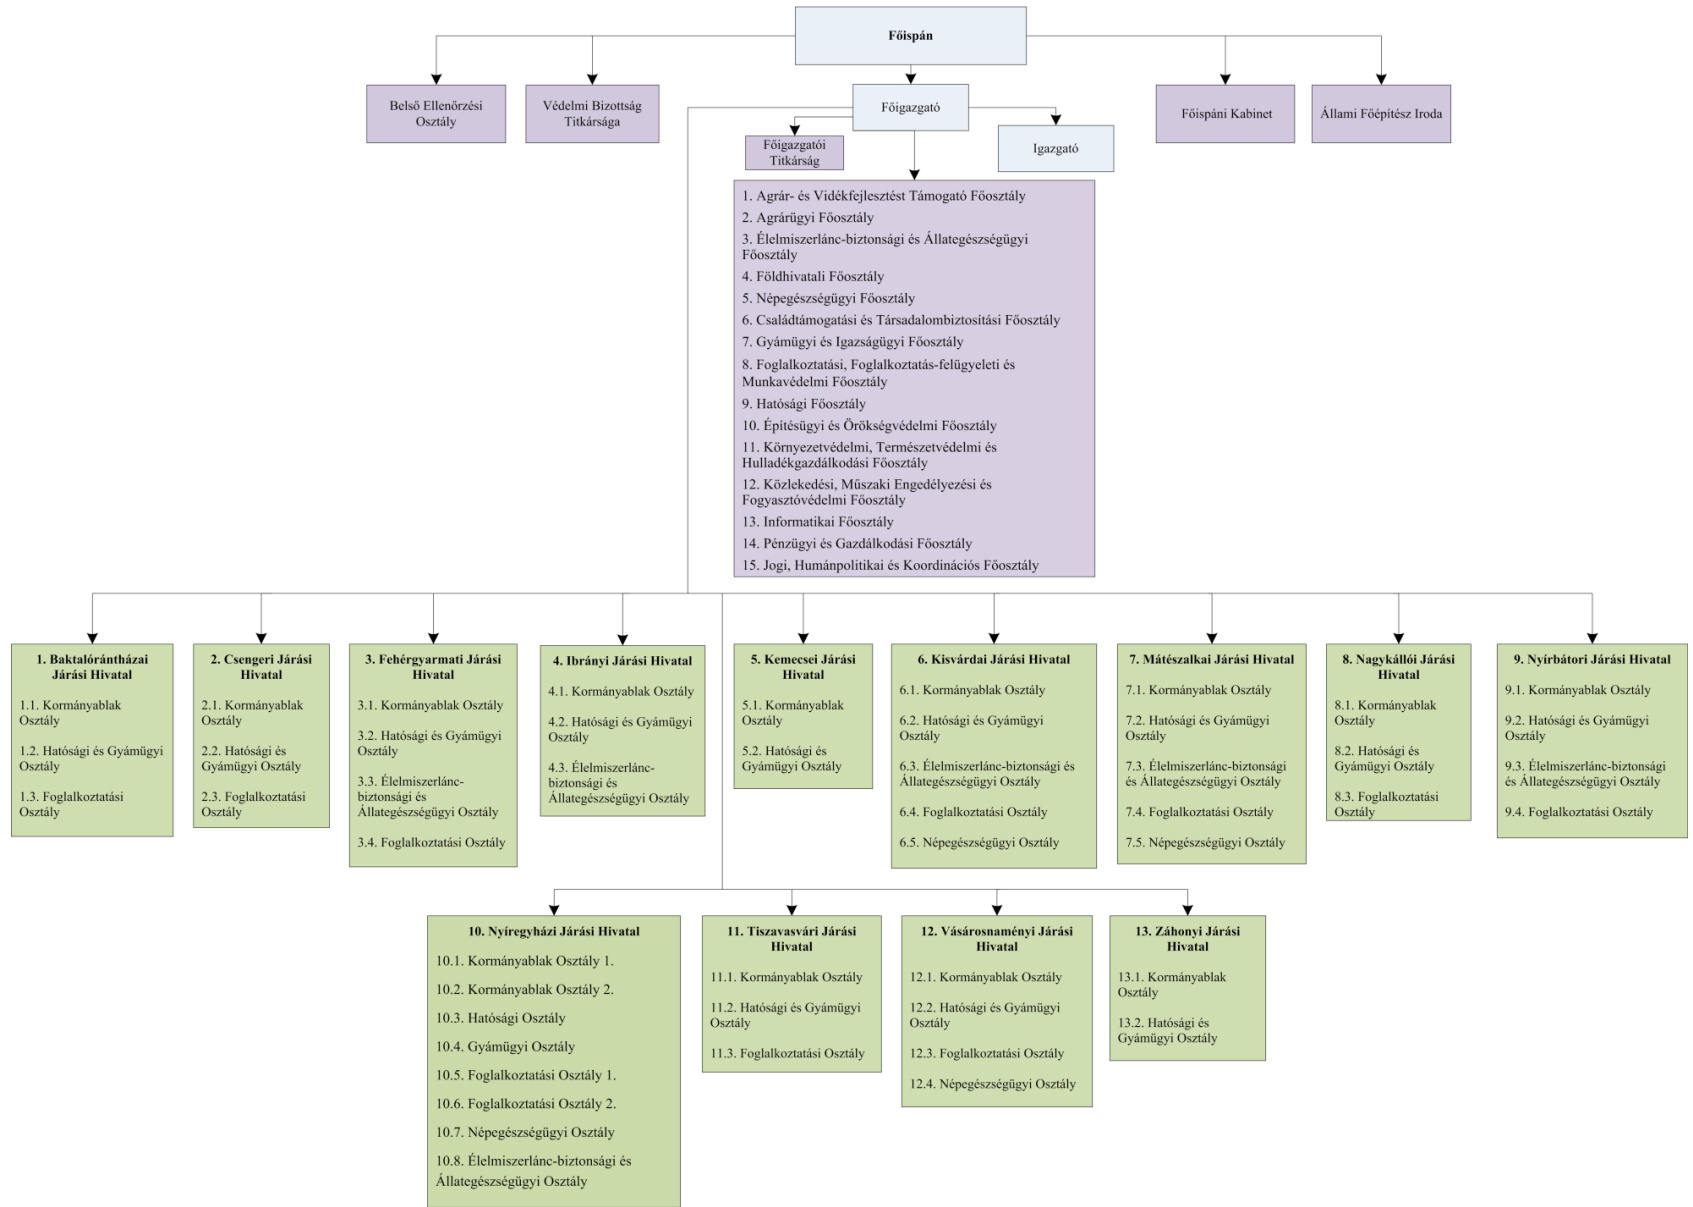 Főispán
Belső Ellenőrzési
Osztály
Védelmi Bizottság
Titkársága
Főigazgató
Főispáni Kabinet
Állami Főépítész Iroda
Főigazgatói
Titkárság
Igazgató
1. Agrár- és Vidékfejlesztést Támogató Főosztály
2. Agrárügyi Főosztály
3. Élelmiszerlánc-biztonsági és Állategészségügyi
Főosztály
4. Földhivatali Főosztály
5. Népegészségügyi Főosztály
6. Családtámogatási és Társadalombiztosítási Főosztály
7. Gyámügyi és Igazságügyi Főosztály
8. Foglalkoztatási, Foglalkoztatás-felügyeleti és
Munkavédelmi Főosztály
9. Hatósági Főosztály
10. Építésügyi és Örökségvédelmi Főosztály
11. Környezetvédelmi, Természetvédelmi és
Hulladékgazdálkodási Főosztály
12. Közlekedési, Műszaki Engedélyezési és
Fogyasztóvédelmi Főosztály
13. Informatikai Főosztály
14. Pénzügyi és Gazdálkodási Főosztály
15. Jogi, Humánpolitikai és Koordinációs Főosztály
1. Baktalórántházai
Járási Hivatal
1.1. Kormányablak
Osztály
1.2. Hatósági és Gyámügyi
Osztály
1.3. Foglalkoztatási
Osztály
2. Csengeri Járási
Hivatal
2.1. Kormányablak
Osztály
2.2. Hatósági és
Gyámügyi Osztály
2.3. Foglalkoztatási
Osztály
3. Fehérgyarmati Járási
Hivatal
3.1. Kormányablak Osztály
3.2. Hatósági és Gyámügyi
Osztály
3.3. Élelmiszerlánc-
biztonsági és
Állategészségügyi Osztály
3.4. Foglalkoztatási Osztály
4. Ibrányi Járási Hivatal
4.1. Kormányablak Osztály
4.2. Hatósági és Gyámügyi
Osztály
4.3. Élelmiszerlánc-
biztonsági és
Állategészségügyi Osztály
5. Kemecsei Járási
Hivatal
5.1. Kormányablak
Osztály
5.2. Hatósági és
Gyámügyi Osztály
6. Kisvárdai Járási Hivatal
6.1. Kormányablak Osztály
6.2. Hatósági és Gyámügyi
Osztály
6.3. Élelmiszerlánc-biztonsági és
Állategészségügyi Osztály
6.4. Foglalkoztatási Osztály
6.5. Népegészségügyi Osztály
7. Mátészalkai Járási Hivatal
7.1. Kormányablak Osztály
7.2. Hatósági és Gyámügyi
Osztály
7.3. Élelmiszerlánc-biztonsági
és Állategészségügyi Osztály
7.4. Foglalkoztatási Osztály
7.5. Népegészségügyi Osztály
8. Nagykállói Járási
Hivatal
8.1. Kormányablak
Osztály
8.2. Hatósági és
Gyámügyi Osztály
8.3. Foglalkoztatási
Osztály
9. Nyírbátori Járási Hivatal
9.1. Kormányablak Osztály
9.2. Hatósági és Gyámügyi
Osztály
9.3. Élelmiszerlánc-biztonsági
és Állategészségügyi Osztály
9.4. Foglalkoztatási Osztály
10. Nyíregyházi Járási Hivatal
10.1. Kormányablak Osztály 1.
10.2. Kormányablak Osztály 2.
10.3. Hatósági Osztály
10.4. Gyámügyi Osztály
10.5. Foglalkoztatási Osztály 1.
10.6. Foglalkoztatási Osztály 2.
10.7. Népegészségügyi Osztály
10.8. Élelmiszerlánc-biztonsági és
Állategészségügyi Osztály
11. Tiszavasvári Járási
Hivatal
11.1. Kormányablak Osztály
11.2. Hatósági és Gyámügyi
Osztály
11.3. Foglalkoztatási Osztály
12. Vásárosnaményi Járási
Hivatal
12.1. Kormányablak Osztály
12.2. Hatósági és Gyámügyi
Osztály
12.3. Foglalkoztatási Osztály
12.4. Népegészségügyi Osztály
13. Záhonyi Járási
Hivatal
13.1. Kormányablak
Osztály
13.2. Hatósági és
Gyámügyi Osztály